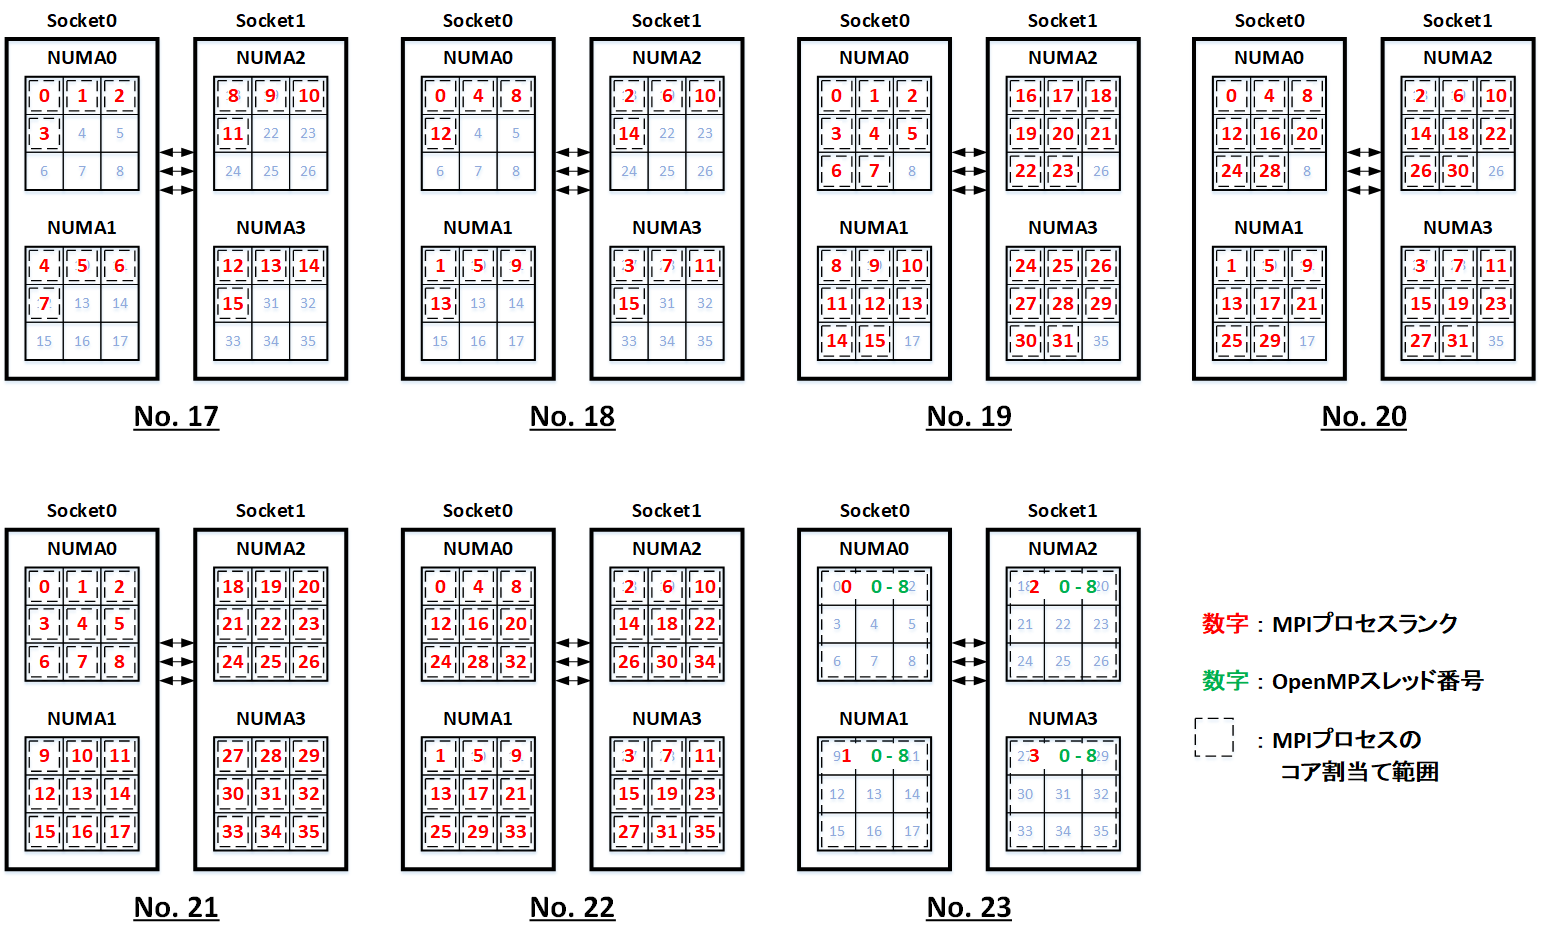 Socket0 Socket1 Socket0 Socket1 Socket0 Socket1 Socket0 Socket1
NUMA0 NUMA2 NUMA0 NUMA2 NUMA0 NUMA2 NUMA0 NUMA2
0 1 2 8 9 10 0 4 8 2 6 10 0 1 2 16 17 18 0 4 8 2 6 10
3 4 5 11 22 23 12 4 5 14 22 23 3 4 5 19 20 21 12 16 20 14 18 22
6 7 8 24 25 26 6 7 8 24 25 26 6 7 8 22 23 26 24 28 8 26 30 26
NUMA1 NUMA3 NUMA1 NUMA3 NUMA1 NUMA3 NUMA1 NUMA3
4 5 6 12 13 14 1 5 9 3 7 11 8 9 10 24 25 26 1 5 9 3 7 11
7 13 14 15 31 32 13 13 14 15 31 32 11 12 13 27 28 29 13 17 21 15 19 23
15 16 17 33 34 35 15 16 17 33 34 35 14 15 17 30 31 35 25 29 17 27 31 35
No. 17 No. 18 No. 19 No. 20
Socket0 Socket1 Socket0 Socket1 Socket0 Socket1
NUMA0 NUMA2 NUMA0 NUMA2 NUMA0 NUMA2
0 1 2 18 19 20 0 4 8 2 6 10 0 0 0 - 8 2 18 2 0 - 8 20
3 4 5 21 22 23 12 16 20 14 18 22 3 4 5 21 22 23
6 7 8 24 25 26 24 28 32 26 30 34 6 7 8 24 25 26
NUMA1 NUMA3 NUMA1 NUMA3 NUMA1 NUMA3
9 10 11 27 28 29 1 5 9 3 7 11 9 1 0 - 8 11 27 3 0 - 8 29
12 13 14 30 31 32 13 17 21 15 19 23 12 13 14 30 31 32
15 16 17 33 34 35 25 29 33 27 31 35 15 16 17 33 34 35
No. 21 No. 22 No. 23
数字 : MPIプロセスランク
数字 : OpenMPスレッド番号
: MPIプロセスの
コア割当て範囲